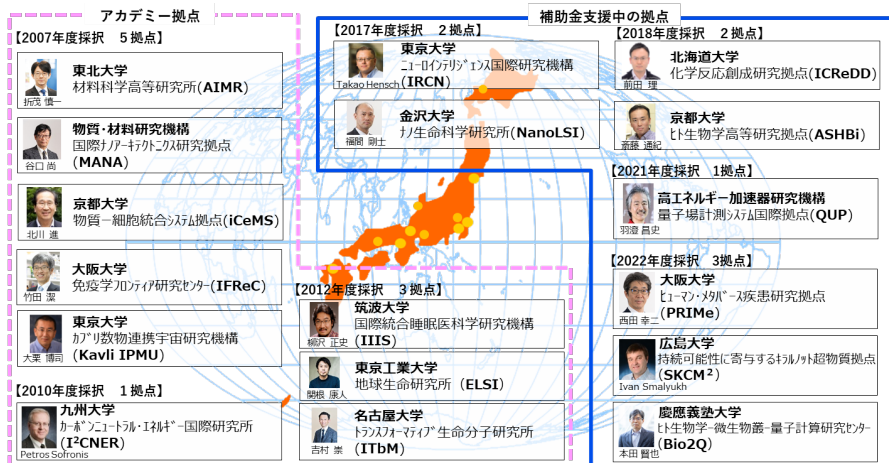 アカデミー拠点
【2007年度採択 5拠点】
東北大学
材料科学高等研究所(AIMR)
折茂 慎一
物質・材料研究機構
国際ナノアーキテクトニクス研究拠点
(MANA)
谷口 尚
京都大学
物質－細胞統合システム拠点(iCeMS)
北川 進
大阪大学
免疫学フロンティア研究センター(IFReC)
竹田 潔
東京大学
カブリ数物連携宇宙研究機構
(Kavli IPMU)
大栗 博司
【2010年度採択 1拠点】
九州大学
カーボンニュートラル・エネルギー国際研究所
(I²CNER)
Petros Sofronis
【2012年度採択 3拠点】
筑波大学
国際統合睡眠医科学研究機構
(IIIS)
柳沢 正史
東京工業大学
地球生命研究所 (ELSI)
関根 康人
名古屋大学
トランスフォーマティブ生命分子研究所
(ITbM)
吉村 崇
補助金支援中の拠点
【2017年度採択 2拠点】
東京大学
ニューロインテリジェンス国際研究機構
(IRCN)
Takao Hensch
金沢大学
ナノ生命科学研究所(NanoLSI)
福間 剛士
【2018年度採択 2拠点】
北海道大学
化学反応創成研究拠点(ICReDD)
前田 理
京都大学
ヒト生物学高等研究拠点(ASHBi)
斎藤 通紀
【2021年度採択 1拠点】
高エネルギー加速器研究機構
量子場計測システム国際拠点(QUP)
羽澄 昌史
【2022年度採択 3拠点】
大阪大学
ヒューマン・メタバース疾患研究拠点
(PRIMe)
西田 幸二
広島大学
持続可能性に寄与するキラルノット超物質拠点
(SKCM²)
Ivan Smalyukh
慶應義塾大学
ヒト生物学-微生物叢-量子計算研究センター
(Bio2Q)
本田 賢也